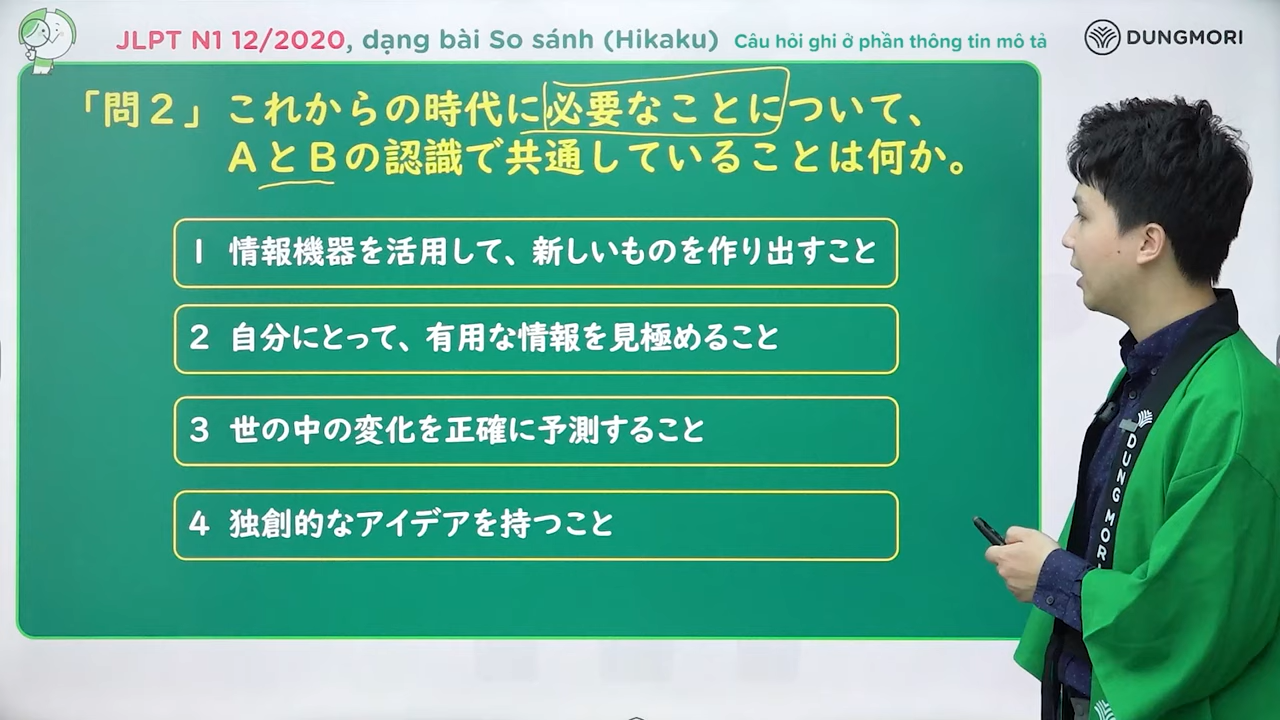 JLPT N1 12/2020, dạng bài So sánh (Hikaku) Câu hỏi ghi ở phần thông tin mô tả
DUNGMORI
「問２」これからの時代に必要なことについて、
ＡとＢの認識で共通していることは何か。
1 情報機器を活用して、新しいものを作り出すこと
2 自分にとって、有用な情報を見極めること
3 世の中の変化を正確に予測すること
4 独創的なアイデアを持つこと
DUNG MORI